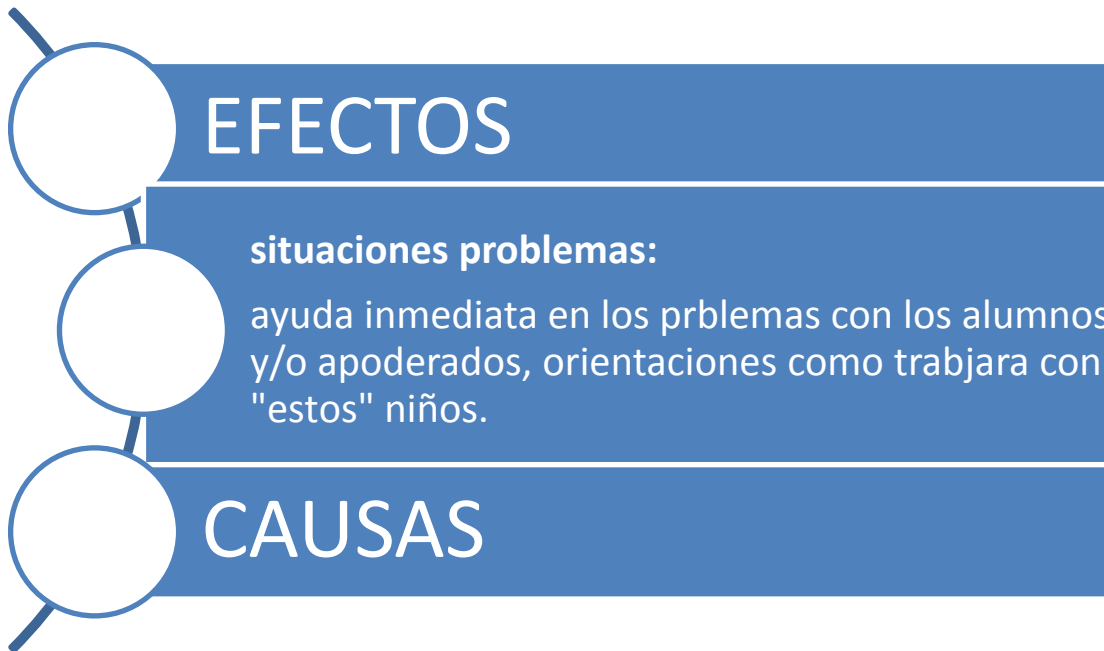 EFECTOS
situaciones problemas:
ayuda inmediata en los prblemas con los alumnos
y/o apoderados, orientaciones como trabjara con
"estos" niños.
CAUSAS